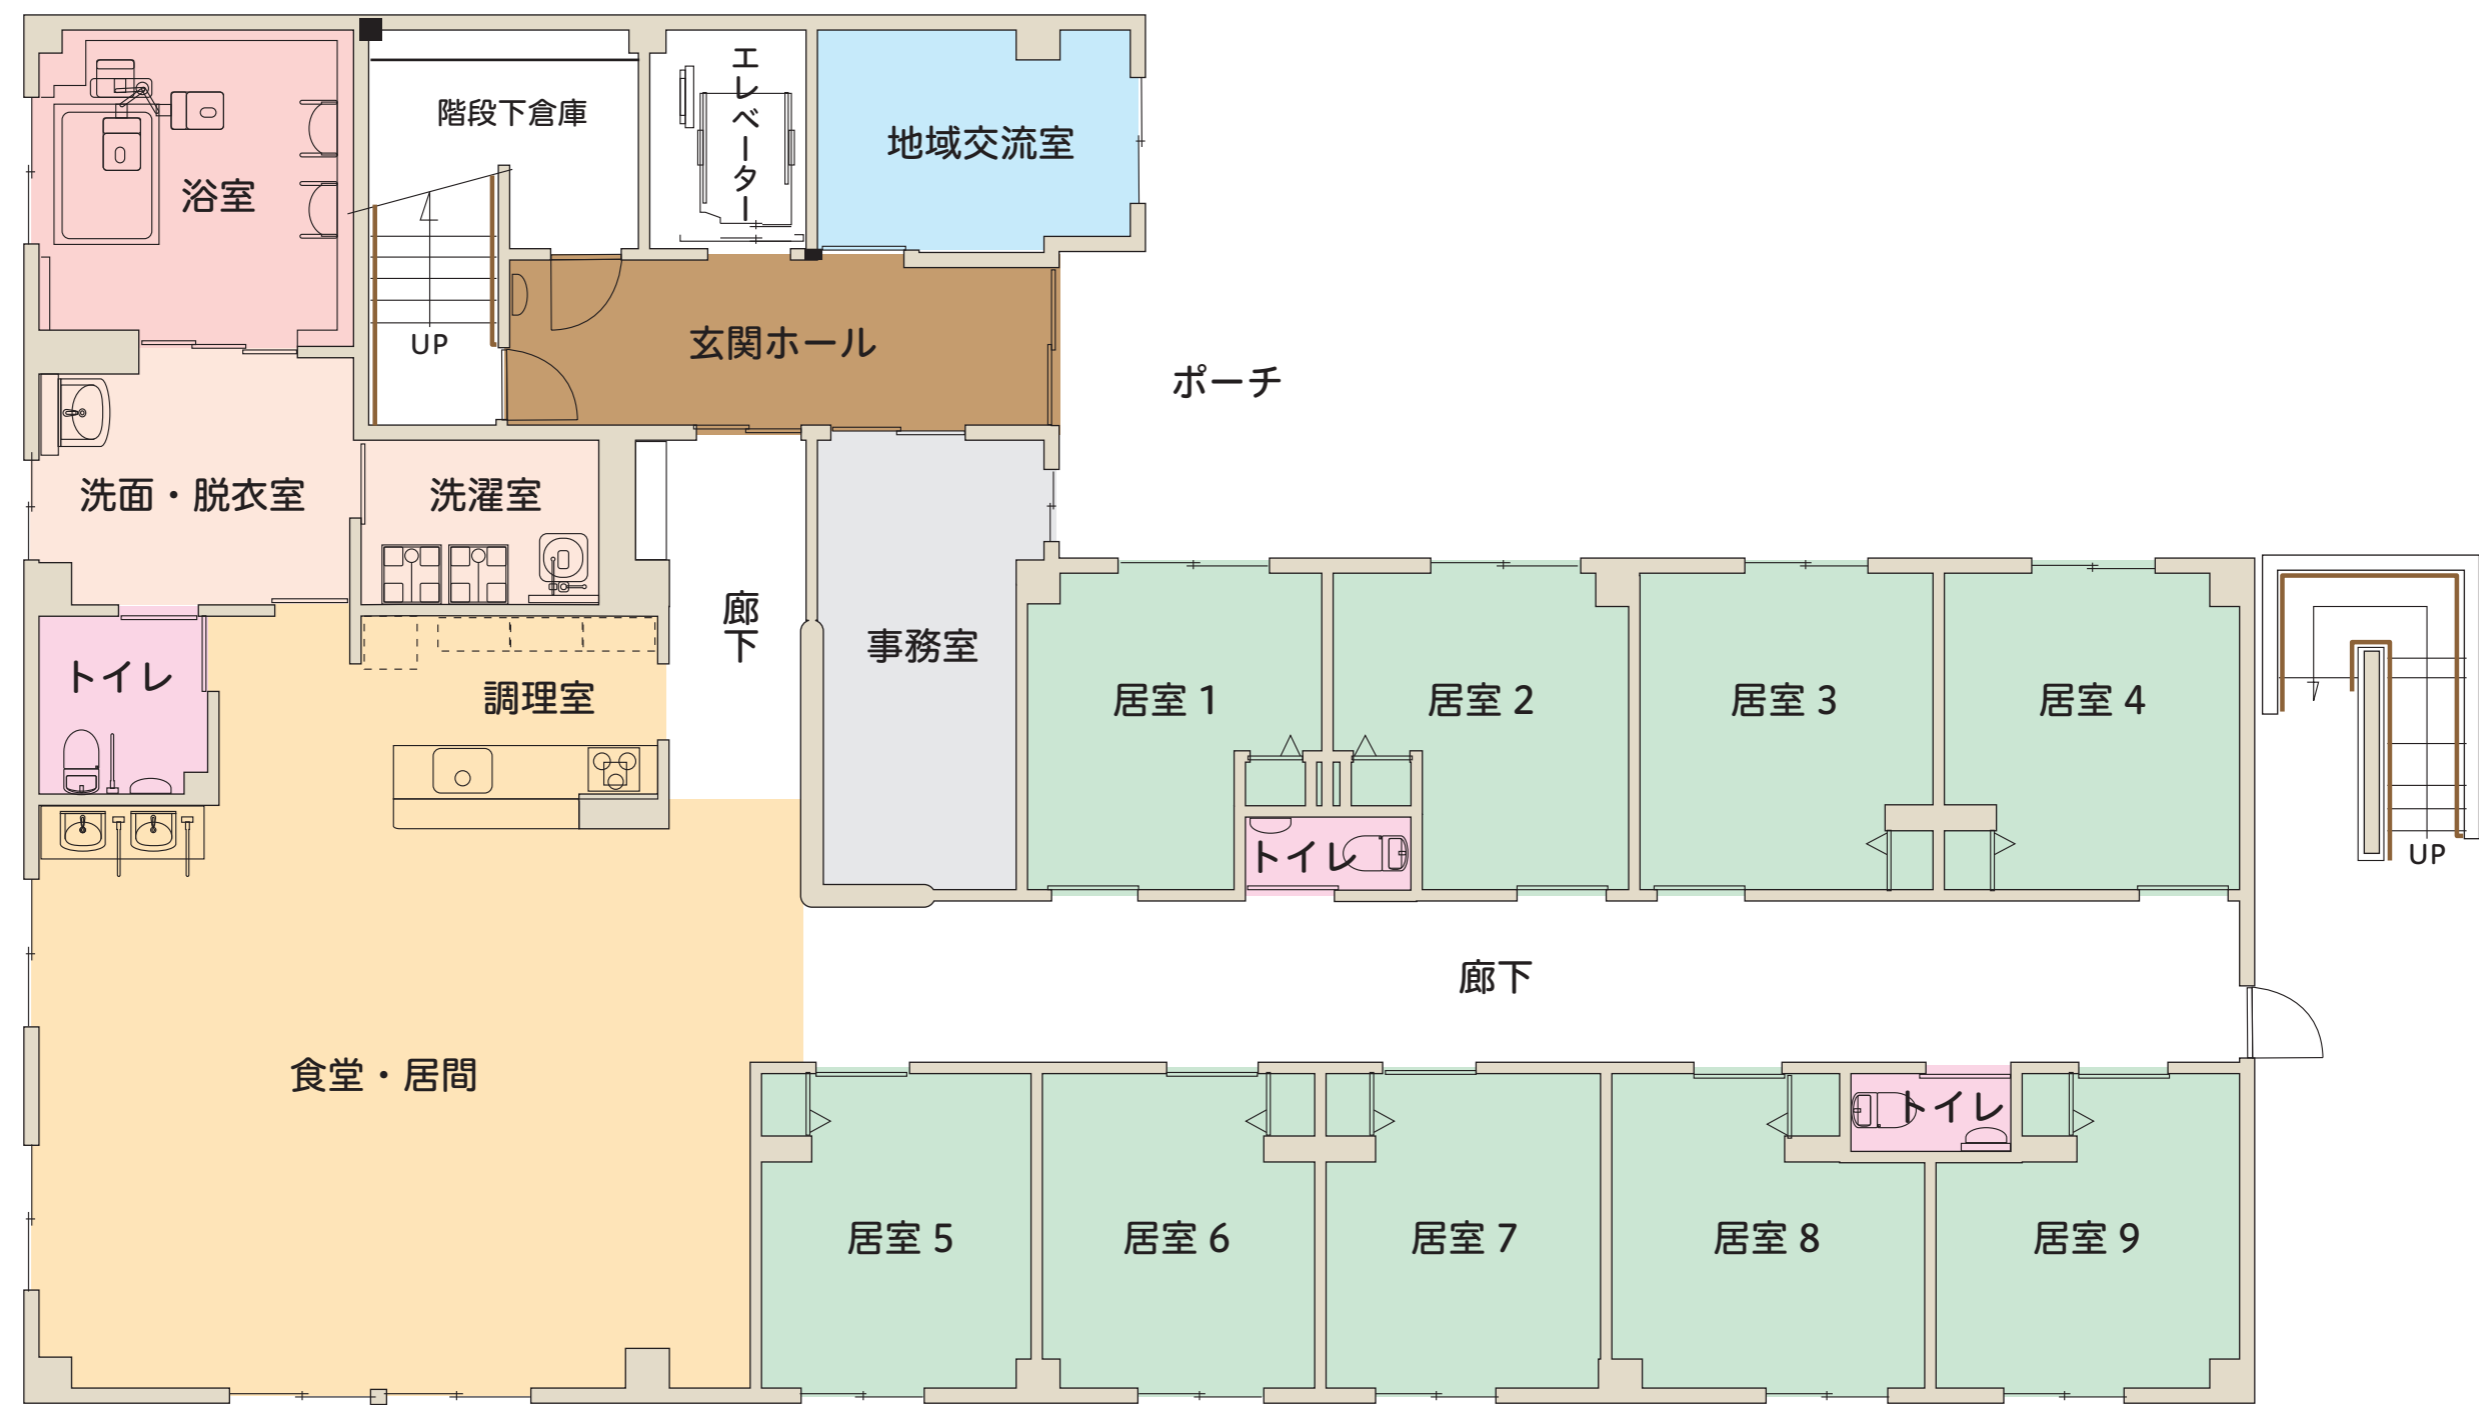 エレベーター
階段下倉庫
地域交流室
浴室
UP
玄関ホール
ポーチ
洗面・脱衣室
洗濯室
廊下
事務室
トイレ
調理室
居室 1
居室 2
居室 3
居室 4
トイレ
UP
廊下
食堂・居間
トイレ
居室 5
居室 6
居室 7
居室 8
居室 9